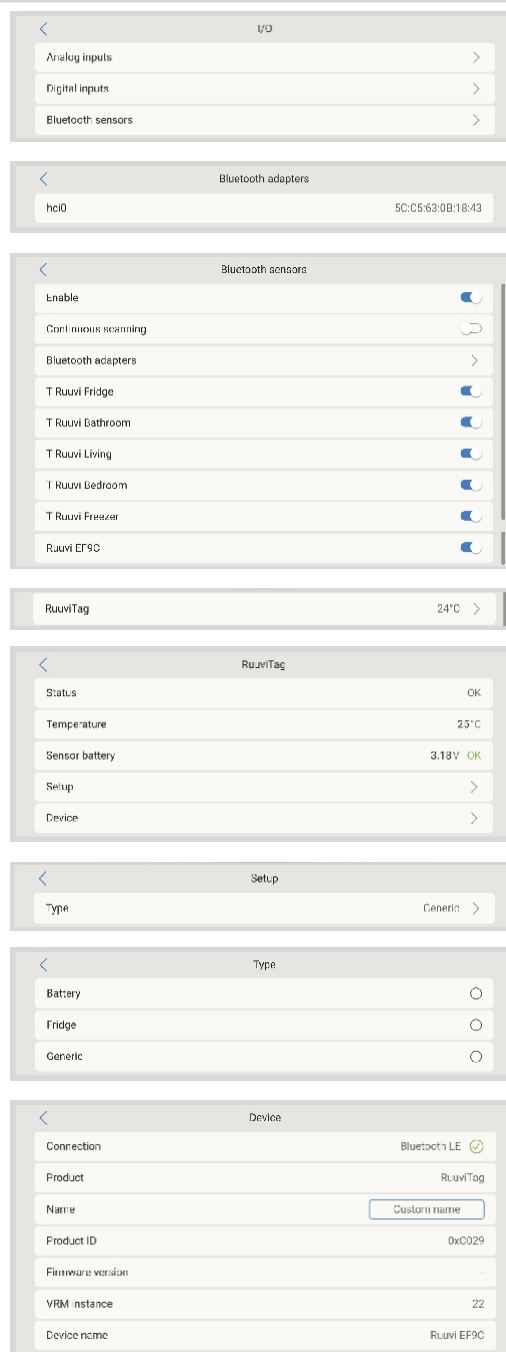 I/O
Analog inputs
Digital inputs
Bluetooth sensors
Bluetooth adapters
hci0 5C:C5:63:0B:18:43
Bluetooth sensors
Enable
Continuous scanning
Bluetooth adapters
T Ruuvi Fridge
T Ruuvi Bathroom
T Ruuvi Living
T Ruuvi Bedroom
T Ruuvi Freezer
Ruuvi EF9C
RuuviTag 24°C
RuuviTag
Status OK
Temperature 25°C
Sensor battery 3.18V OK
Setup
Device
Setup
Type Generic
Type
Battery
Fridge
Generic
Device
Connection Bluetooth LE
Product RuuviTag
Name Custom name
Product ID 0xC029
Firmware version --
VRM instance 22
Device name Ruuvi EF9C